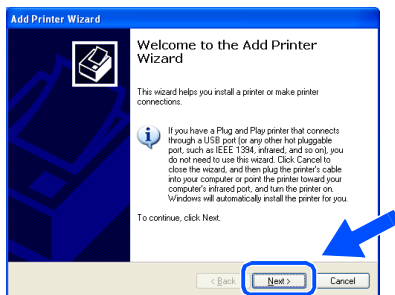 Add Printer Wizard
Welcome to the Add Printer
Wizard
This wizard helps you install a printer or make printer
connections.
If you have a Plug and Play printer that connects
through a USB port (or any other hot pluggable
port, such as IEEE 1394, infrared, and so on), you
do not need to use this wizard. Click Cancel to
close the wizard, and then plug the printer's cable
into your computer or point the printer toward your
computer's infrared port, and turn the printer on.
Windows will automatically install the printer for you.
To continue, click Next.
< Back Next > Cancel